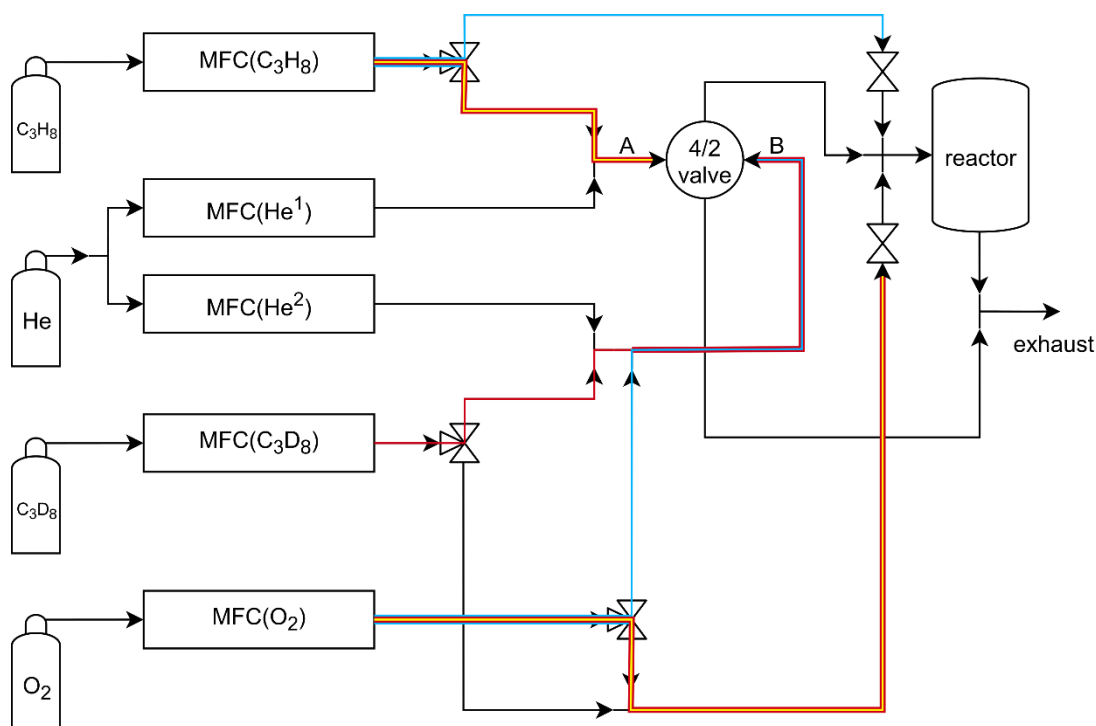 C₃H₈
MFC(C₃H₈)
A
4/2
valve
B
reactor
MFC(He¹)
He
MFC(He²)
exhaust
C₃D₈
MFC(C₃D₈)
O₂
MFC(O₂)